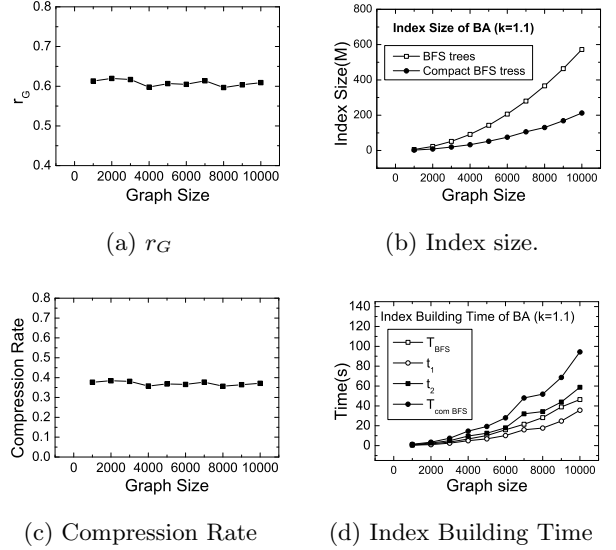 0.8
0.7
0.6
0.5
0.4
r_G
0 2000 4000 6000 8000 10000
Graph Size
(a) r_G
800
600
400
200
0
Index Size(M)
Index Size of BA (k=1.1)
BFS trees
Compact BFS tress
0 2000 4000 6000 8000 10000
Graph Size
(b) Index size.
0.8
0.7
0.6
0.5
0.4
0.3
0.2
0.1
0.0
Compression Rate
0 2000 4000 6000 8000 10000
Graph Size
(c) Compression Rate
140
120
100
80
60
40
20
0
Time(s)
Index Building Time of BA (k=1.1)
T_BFS
t_1
t_2
T_com BFS
0 2000 4000 6000 8000 10000
Graph size
(d) Index Building Time